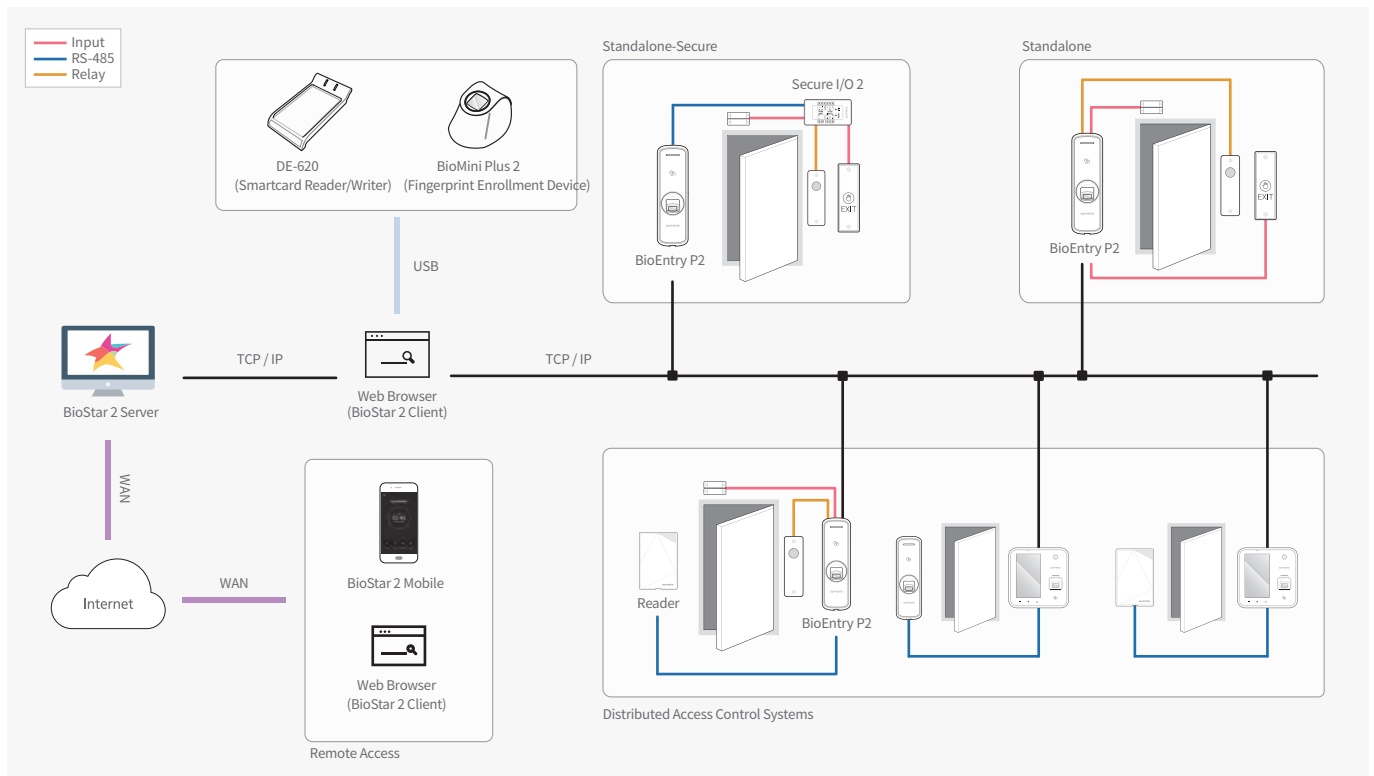 Input
RS-485
Relay
DE-620
(Smartcard Reader/Writer)
BioMini Plus 2
(Fingerprint Enrollment Device)
USB
Standalone-Secure
Secure I/O 2
EXIT
BioEntry P2
Standalone
EXIT
BioEntry P2
BioStar 2 Server
TCP / IP
Web Browser
(BioStar 2 Client)
TCP / IP
WAN
Internet
WAN
BioStar 2 Mobile
Web Browser
(BioStar 2 Client)
Remote Access
Reader
BioEntry P2
Distributed Access Control Systems